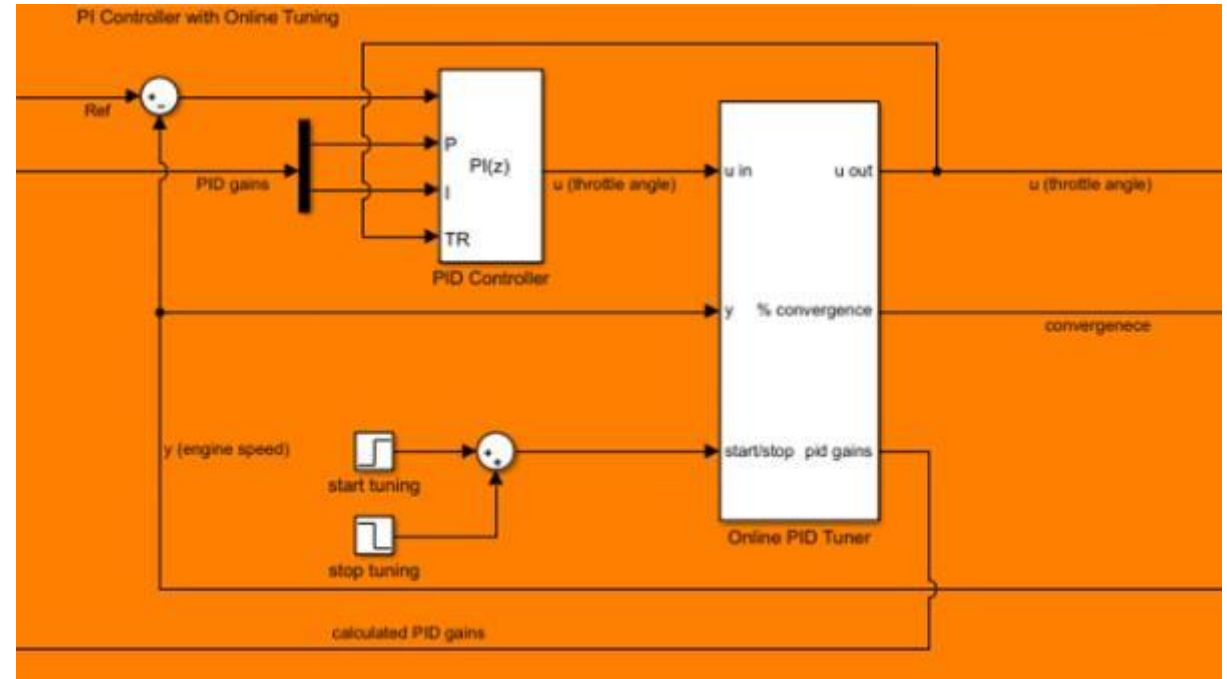 PI Controller with Online Tuning
Ref
PID gains
P
PI(z)
I
TR
PID Controller
u (throttle angle)
u in
u out
u (throttle angle)
y
% convergence
convergenece
y (engine speed)
start tuning
start/stop
pid gains
stop tuning
Online PID Tuner
calculated PID gains